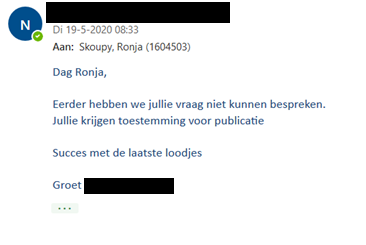 N
Di 19-5-2020 08:33
Aan: Skoupy, Ronja (1604503)
Dag Ronja,
Eerder hebben we jullie vraag niet kunnen bespreken.
Jullie krijgen toestemming voor publicatie
Succes met de laatste loodjes
Groet